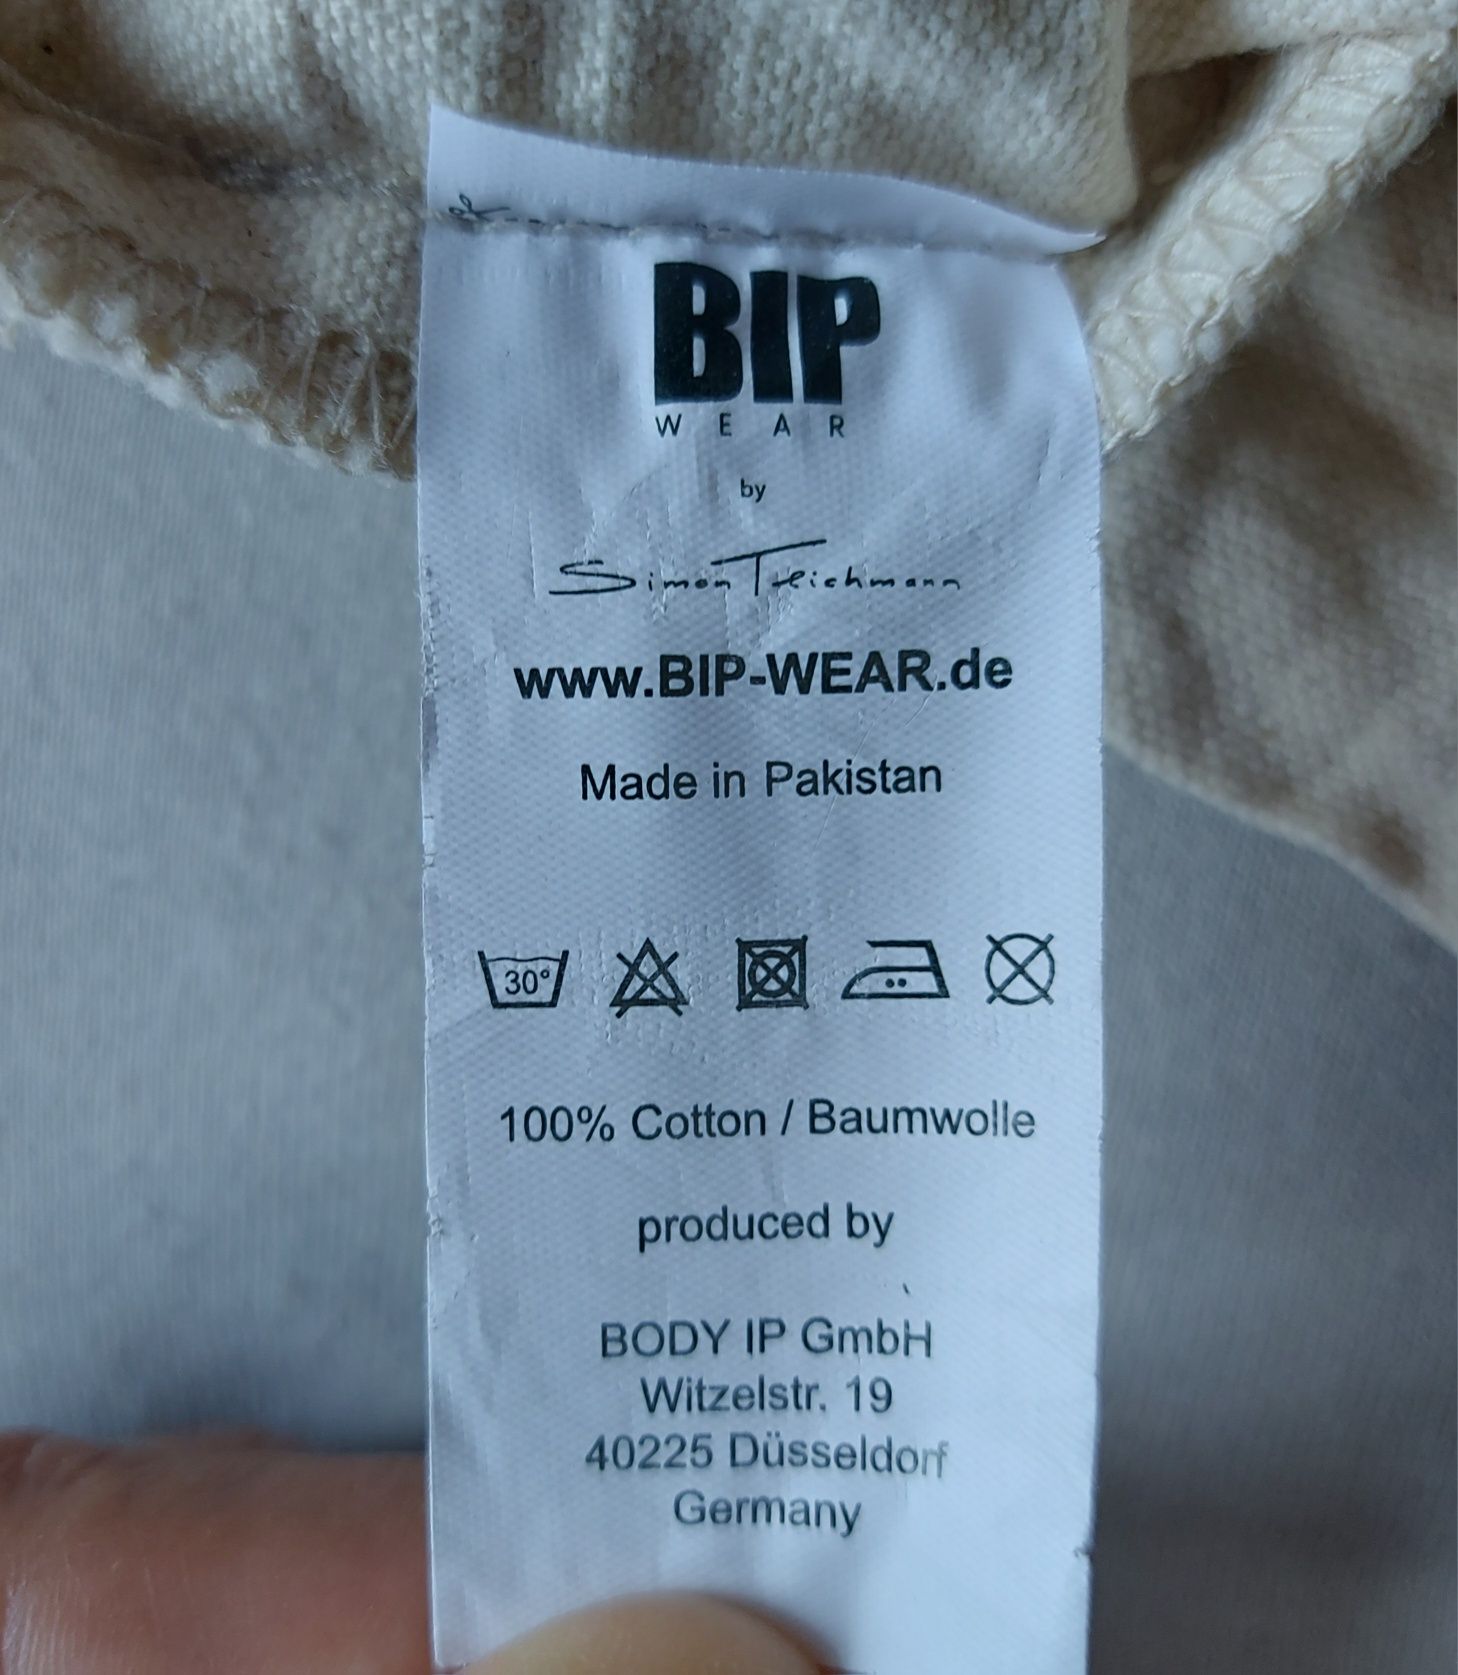 BIP
WEAR
by
Simon Teichmann
www.BIP-WEAR.de
Made in Pakistan
30°
100% Cotton / Baumwolle
produced by
BODY IP GmbH
Witzelstr. 19
40225 Düsseldorf
Germany